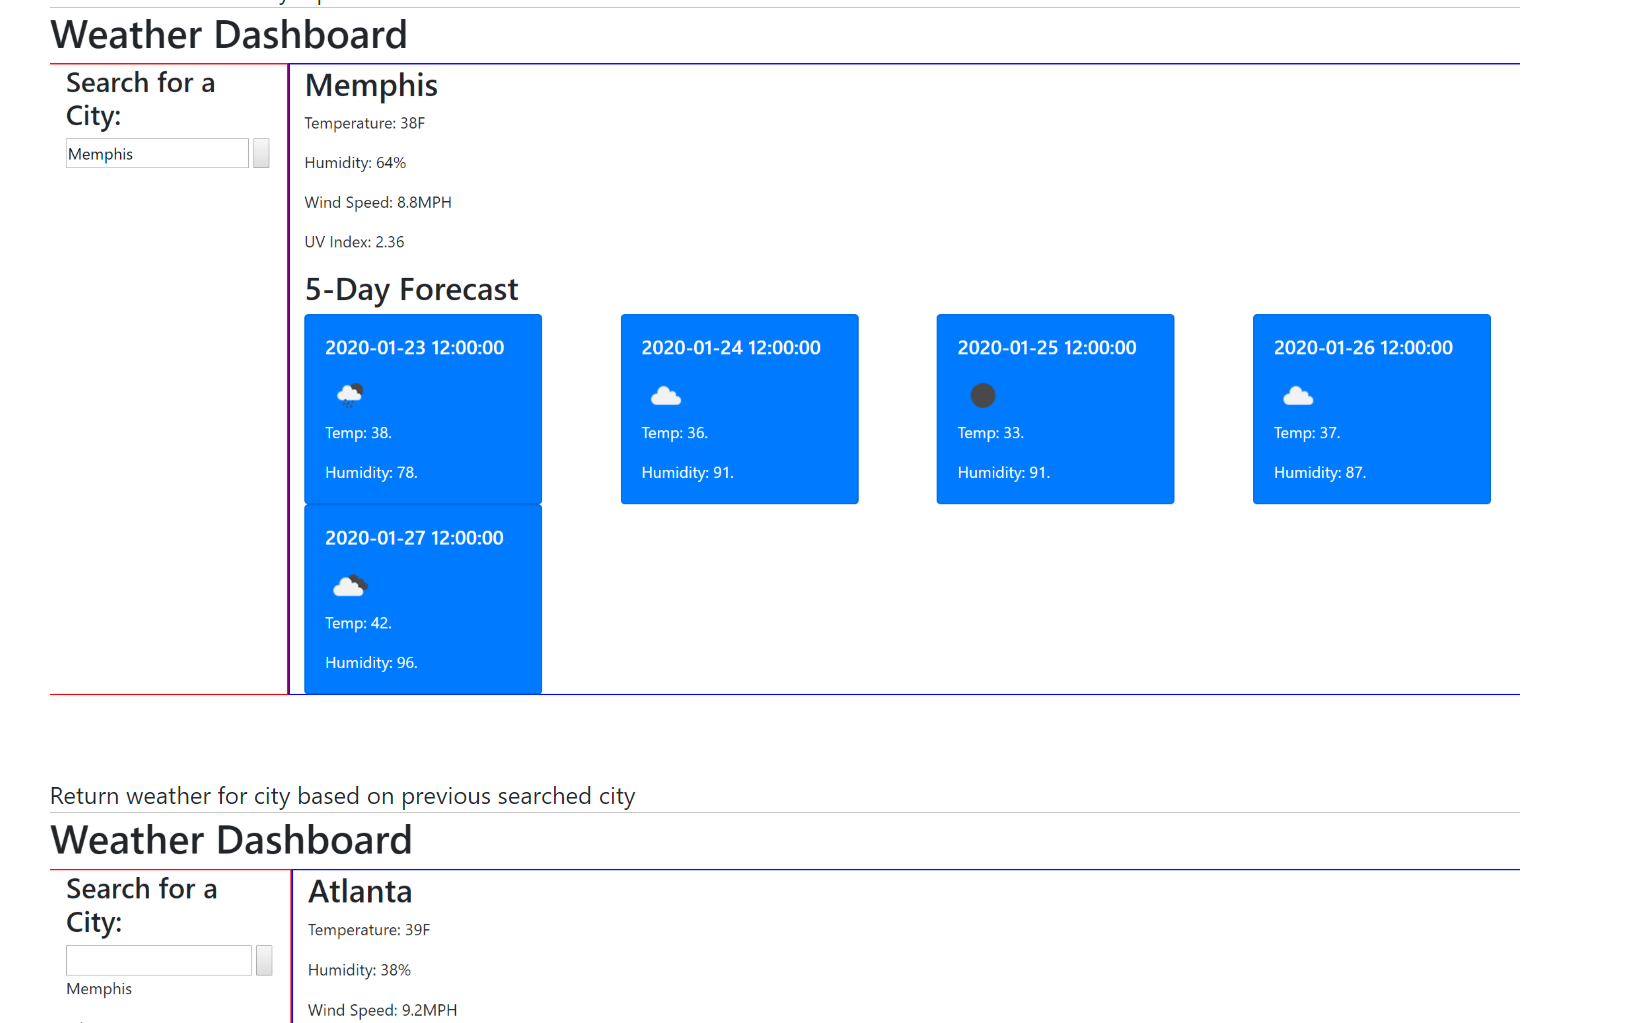 Weather Dashboard
Search for a
City:
Memphis
Memphis
Temperature: 38F
Humidity: 64%
Wind Speed: 8.8MPH
UV Index: 2.36
5-Day Forecast
2020-01-23 12:00:00
Temp: 38.
Humidity: 78.
2020-01-24 12:00:00
Temp: 36.
Humidity: 91.
2020-01-25 12:00:00
Temp: 33.
Humidity: 91.
2020-01-26 12:00:00
Temp: 37.
Humidity: 87.
2020-01-27 12:00:00
Temp: 42.
Humidity: 96.
Return weather for city based on previous searched city
Weather Dashboard
Search for a
City:
Memphis
Atlanta
Temperature: 39F
Humidity: 38%
Wind Speed: 9.2MPH